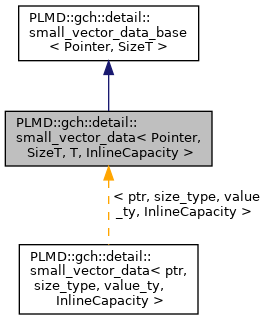 PLMD::gch::detail::
small_vector_data_base
< Pointer, SizeT >
PLMD::gch::detail::
small_vector_data< Pointer,
SizeT, T, InlineCapacity >
< ptr, size_type, value
_ty, InlineCapacity >
PLMD::gch::detail::
small_vector_data< ptr,
size_type, value_ty,
InlineCapacity >